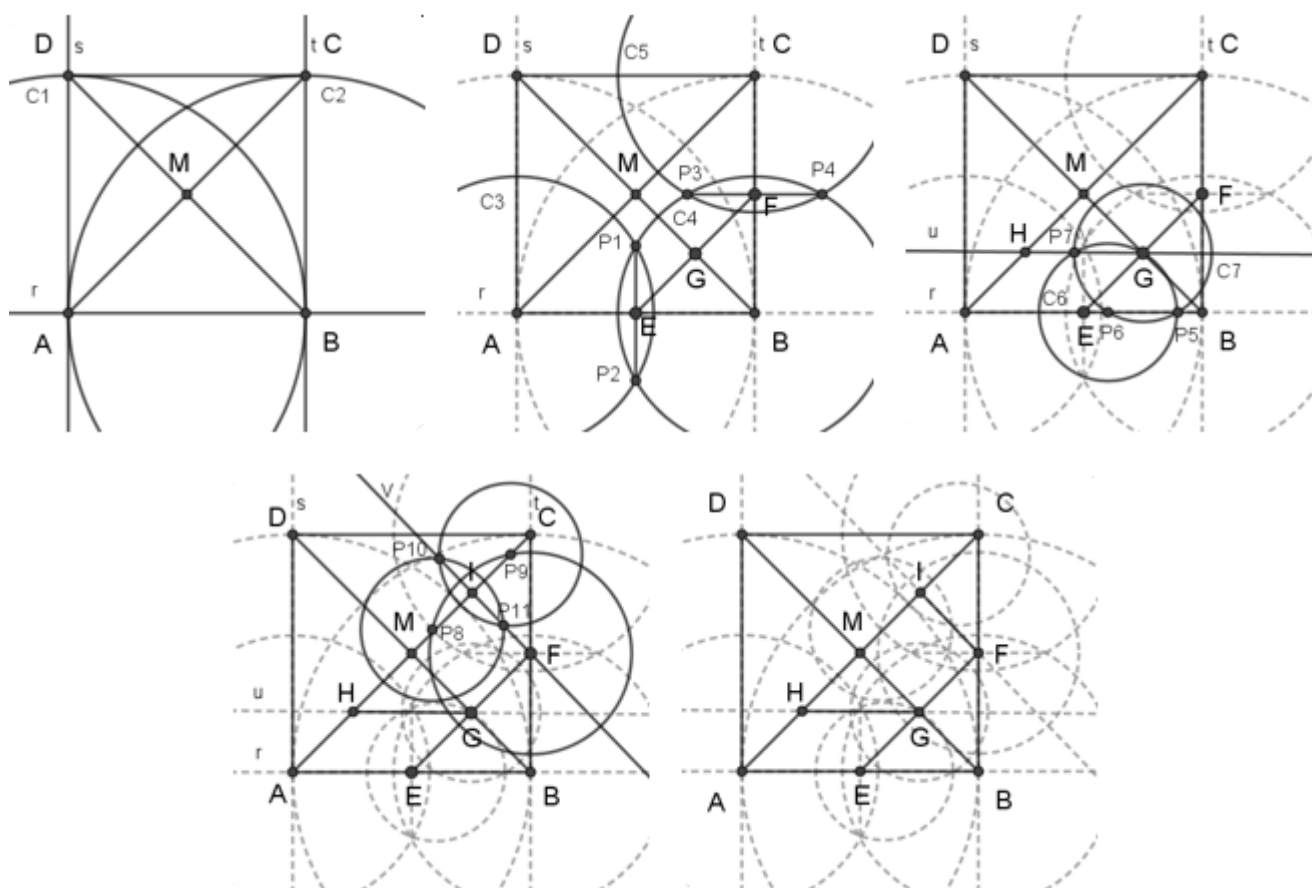 D s t C
C1 C2
M
r
A B
D s C5 t C
M P3 P4
C3 C4 F
P1
G
r
E
A B
P2
D s t C
M
F
H P7
u
G C7
r C6
A E P6 P5 B
V
D s t C
P10 I P9
M P8 P11
F
H
u
G
r
A E B
D C
I
M
F
H
G
A E B